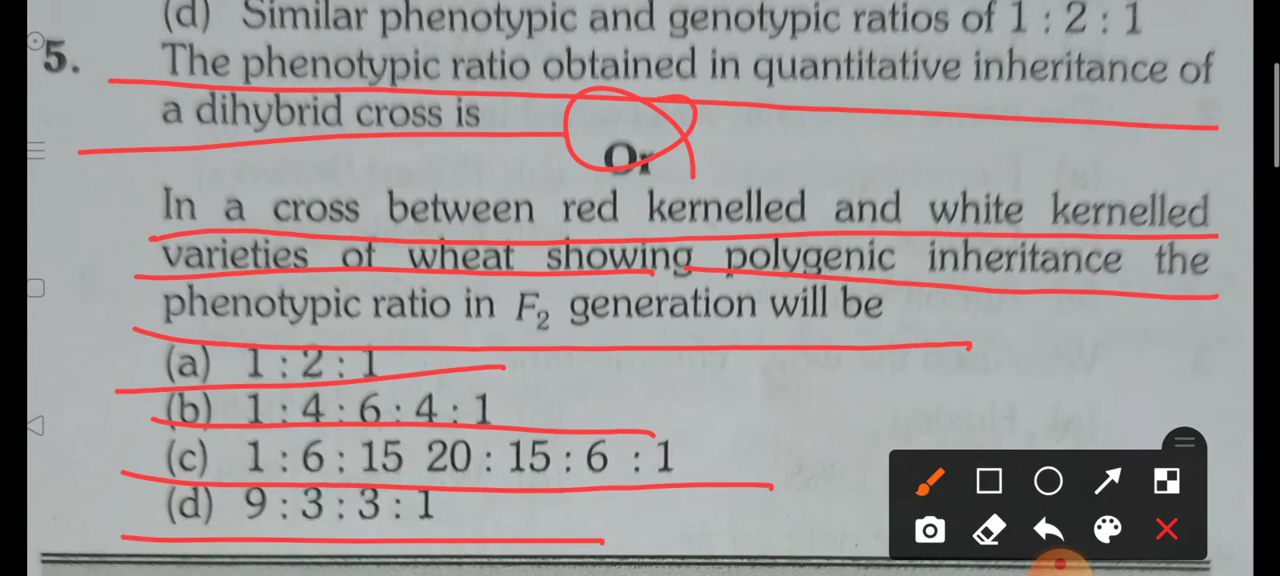 (d) Similar phenotypic and genotypic ratios of 1 : 2 : 1
5. The phenotypic ratio obtained in quantitative inheritance of
a dihybrid cross is
Or
In a cross between red kernelled and white kernelled
varieties of wheat showing polygenic inheritance the
phenotypic ratio in F2 generation will be
(a) 1 : 2 : 1
(b) 1 : 4 : 6 : 4 : 1
(c) 1 : 6 : 15 20 : 15 : 6 : 1
(d) 9 : 3 : 3 : 1